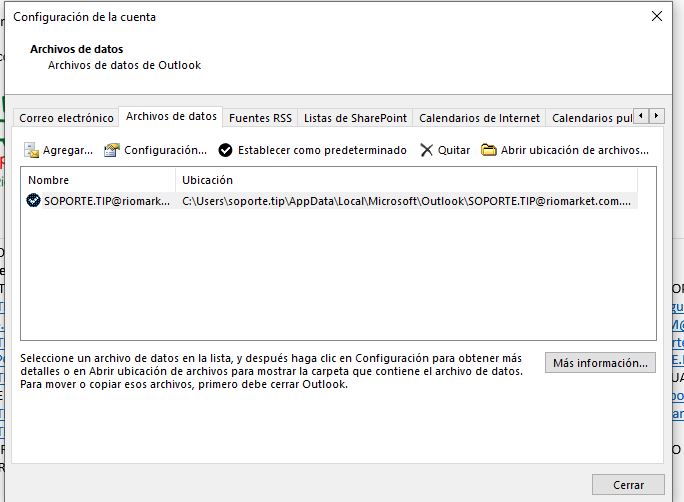 Configuración de la cuenta
Archivos de datos
Archivos de datos de Outlook
Correo electrónico Archivos de datos Fuentes RSS Listas de SharePoint Calendarios de Internet Calendarios pul
Agregar... Configuración... Establecer como predeterminado Quitar Abrir ubicación de archivos...
Nombre Ubicación
SOPORTE.TIP@riomark... C:\Users\soporte.tip\AppData\Local\Microsoft\Outlook\SOPORTE.TIP@riomarket.com....
Seleccione un archivo de datos en la lista, y después haga clic en Configuración para obtener más
detalles o en Abrir ubicación de archivos para mostrar la carpeta que contiene el archivo de datos.
Para mover o copiar esos archivos, primero debe cerrar Outlook.
Más información...
Cerrar